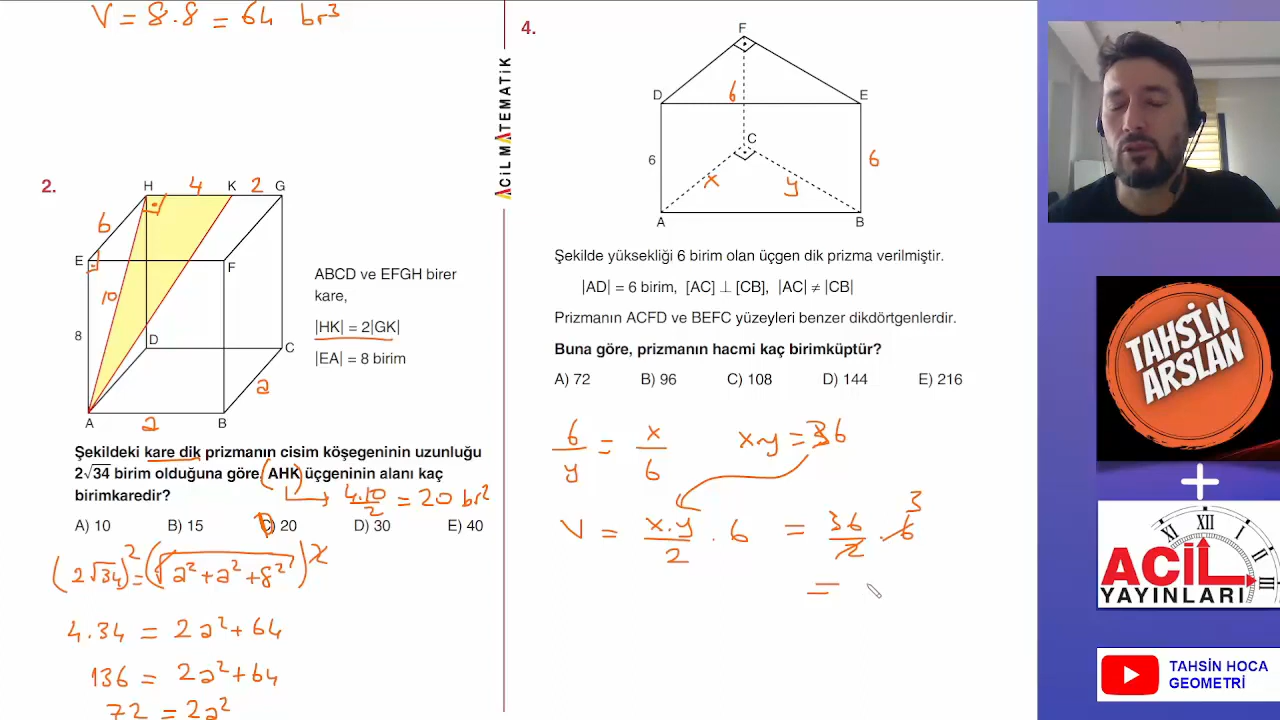 V = 8.8 = 64 br³
2.
H 4 K 2 G
6
E
F
10
8
D
C
a
A a B
ABCD ve EFGH birer
kare,
|HK| = 2|GK|
|EA| = 8 birim
Şekildeki kare dik prizmanın cisim köşegeninin uzunluğu
2√34 birim olduğuna göre, (AHK) üçgeninin alanı kaç
birimkaredir?
4.10/2 = 20 br²
A) 10 B) 15 C) 20 D) 30 E) 40
(2√34)² = (√a² + a² + 8²)²
4.34 = 2a² + 64
136 = 2a² + 64
72 = 2a²
ACİL MATEMATİK
4.
F
D 6 E
C
6 6
x y
A B
Şekilde yüksekliği 6 birim olan üçgen dik prizma verilmiştir.
|AD| = 6 birim, [AC] ⊥ [CB], |AC| ≠ |CB|
Prizmanın ACFD ve BEFC yüzeyleri benzer dikdörtgenlerdir.
Buna göre, prizmanın hacmi kaç birimküptür?
A) 72 B) 96 C) 108 D) 144 E) 216
6/y = x/6 x.y = 36
V = x.y/2 . 6 = 36/2 . 6 3
=
TAHSİN
ARSLAN
+
XI XII I II III
ACİL
YAYINLARI
TAHSİN HOCA
GEOMETRİ